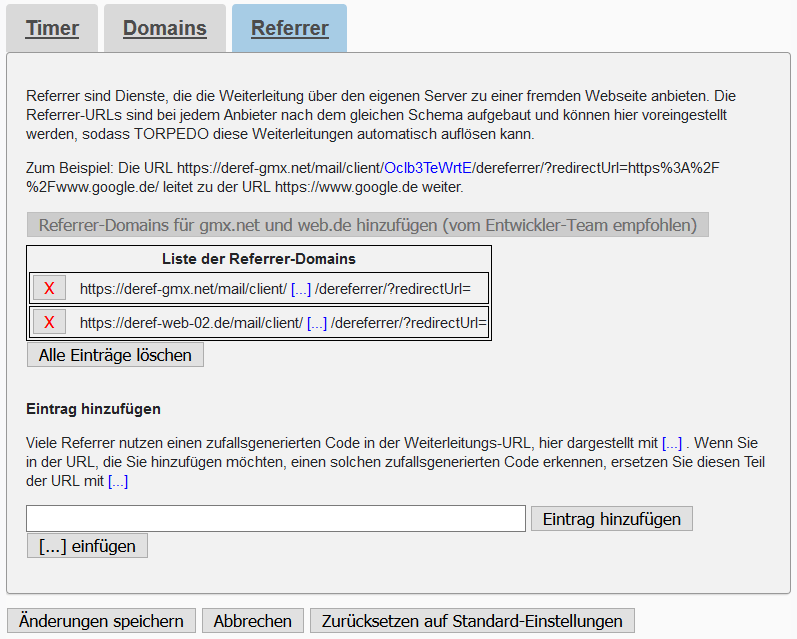 Timer Domains Referrer
Referrer sind Dienste, die die Weiterleitung über den eigenen Server zu einer fremden Webseite anbieten. Die
Referrer-URLs sind bei jedem Anbieter nach dem gleichen Schema aufgebaut und können hier voreingestellt
werden, sodass TORPEDO diese Weiterleitungen automatisch auflösen kann.
Zum Beispiel: Die URL https://deref-gmx.net/mail/client/OcIb3TeWrtE/dereferrer/?redirectUrl=https%3A%2F
%2Fwww.google.de/ leitet zu der URL https://www.google.de weiter.
Referrer-Domains für gmx.net und web.de hinzufügen (vom Entwickler-Team empfohlen)
Liste der Referrer-Domains
X https://deref-gmx.net/mail/client/ [...] /dereferrer/?redirectUrl=
X https://deref-web-02.de/mail/client/ [...] /dereferrer/?redirectUrl=
Alle Einträge löschen
Eintrag hinzufügen
Viele Referrer nutzen einen zufallsgenerierten Code in der Weiterleitungs-URL, hier dargestellt mit [...] . Wenn Sie
in der URL, die Sie hinzufügen möchten, einen solchen zufallsgenerierten Code erkennen, ersetzen Sie diesen Teil
der URL mit [...]
Eintrag hinzufügen
[...] einfügen
Änderungen speichern Abbrechen Zurücksetzen auf Standard-Einstellungen